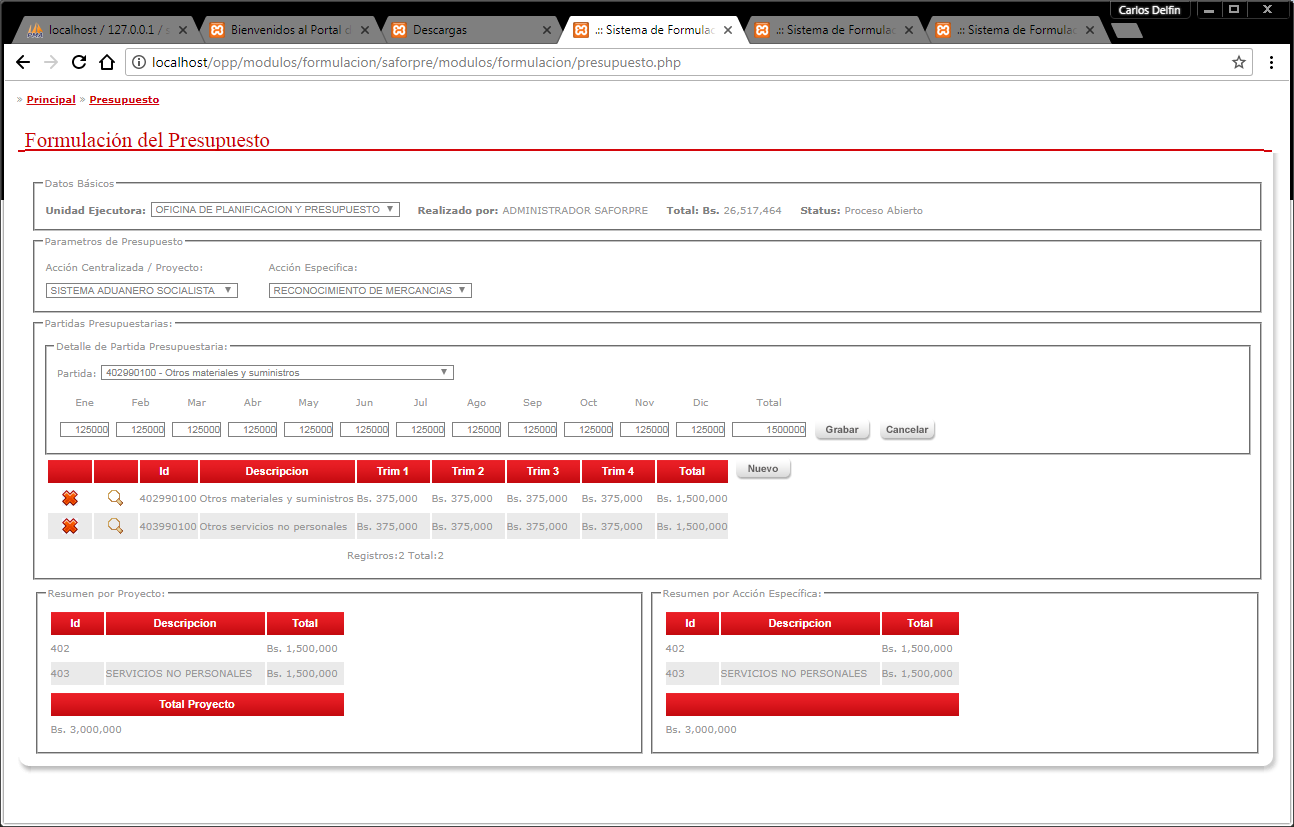 Carlos Delfin
localhost / 127.0.0.1 / s
Bienvenidos al Portal d
Descargas
.:: Sistema de Formulac
.:: Sistema de Formulac
.:: Sistema de Formulac
localhost/opp/modulos/formulacion/saforpre/modulos/formulacion/presupuesto.php
» Principal » Presupuesto
Formulación del Presupuesto
Datos Básicos
Unidad Ejecutora: OFICINA DE PLANIFICACION Y PRESUPUESTO Realizado por: ADMINISTRADOR SAFORPRE Total: Bs. 26,517,464 Status: Proceso Abierto
Parametros de Presupuesto
Acción Centralizada / Proyecto: Acción Especifica:
SISTEMA ADUANERO SOCIALISTA RECONOCIMIENTO DE MERCANCIAS
Partidas Presupuestarias:
Detalle de Partida Presupuestaria:
Partida: 402990100 - Otros materiales y suministros
Ene Feb Mar Abr May Jun Jul Ago Sep Oct Nov Dic Total
125000 125000 125000 125000 125000 125000 125000 125000 125000 125000 125000 125000 1500000 Grabar Cancelar
Id Descripcion Trim 1 Trim 2 Trim 3 Trim 4 Total Nuevo
402990100 Otros materiales y suministros Bs. 375,000 Bs. 375,000 Bs. 375,000 Bs. 375,000 Bs. 1,500,000
403990100 Otros servicios no personales Bs. 375,000 Bs. 375,000 Bs. 375,000 Bs. 375,000 Bs. 1,500,000
Registros:2 Total:2
Resumen por Proyecto:
Id Descripcion Total
402 Bs. 1,500,000
403 SERVICIOS NO PERSONALES Bs. 1,500,000
Total Proyecto
Bs. 3,000,000
Resumen por Acción Específica:
Id Descripcion Total
402 Bs. 1,500,000
403 SERVICIOS NO PERSONALES Bs. 1,500,000
Bs. 3,000,000